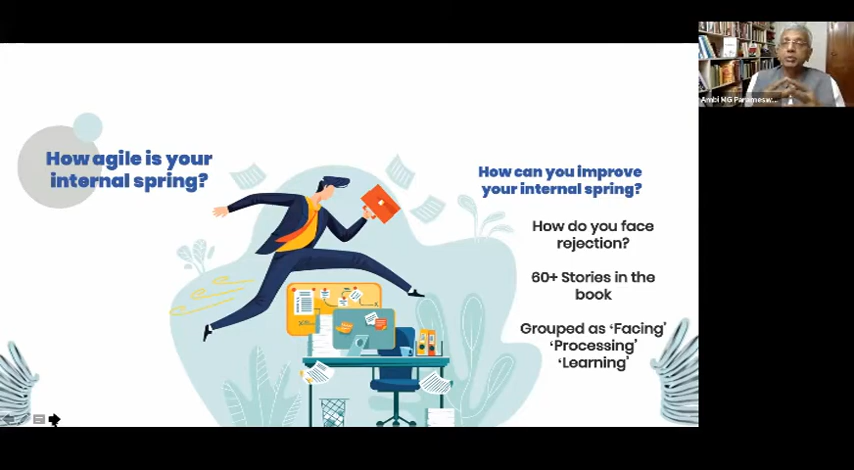 How agile is your
internal spring?
How can you improve
your internal spring?
How do you face
rejection?
60+ Stories in the
book
Grouped as ‘Facing’
‘Processing’
‘Learning’
Ambi MG Paramesw...